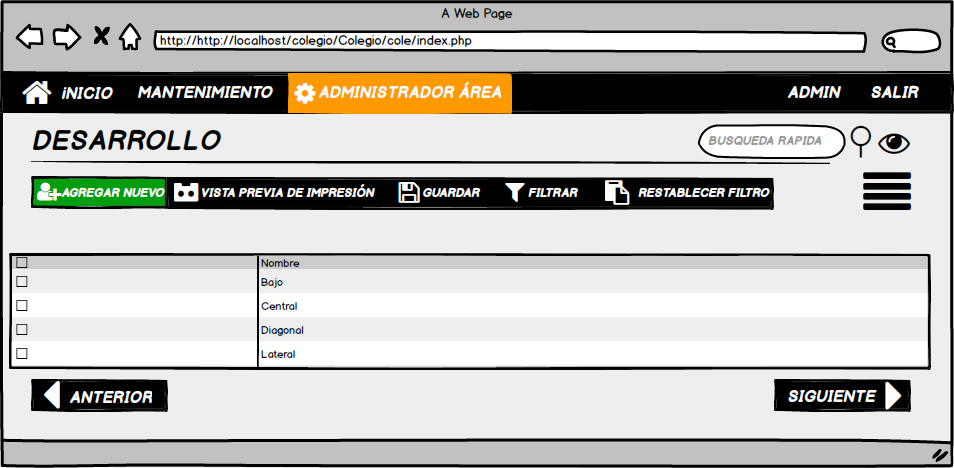 A Web Page
http://http://localhost/colegio/Colegio/cole/index.php
iNICIO MANTENIMIENTO ADMINISTRADOR ÁREA ADMIN SALIR
DESARROLLO BUSQUEDA RAPIDA
AGREGAR NUEVO VISTA PREVIA DE IMPRESIÓN GUARDAR FILTRAR RESTABLECER FILTRO
Nombre
Bajo
Central
Diagonal
Lateral
ANTERIOR SIGUIENTE